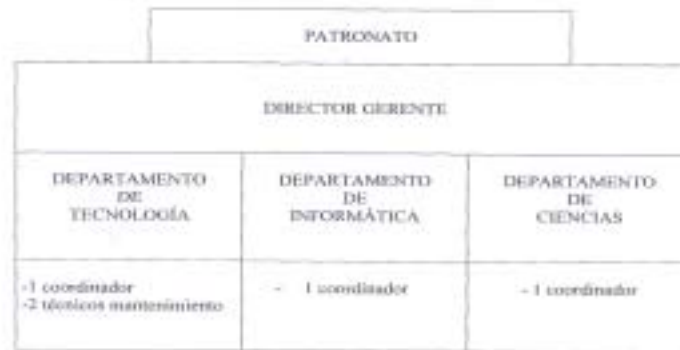 PATRONATO
DIRECTOR GERENTE
DEPARTAMENTO
DE
TECNOLOGÍA
DEPARTAMENTO
DE
INFORMÁTICA
DEPARTAMENTO
DE
CIENCIAS
-1 coordinador
-2 técnicos mantenimiento
- 1 coordinador
- 1 coordinador